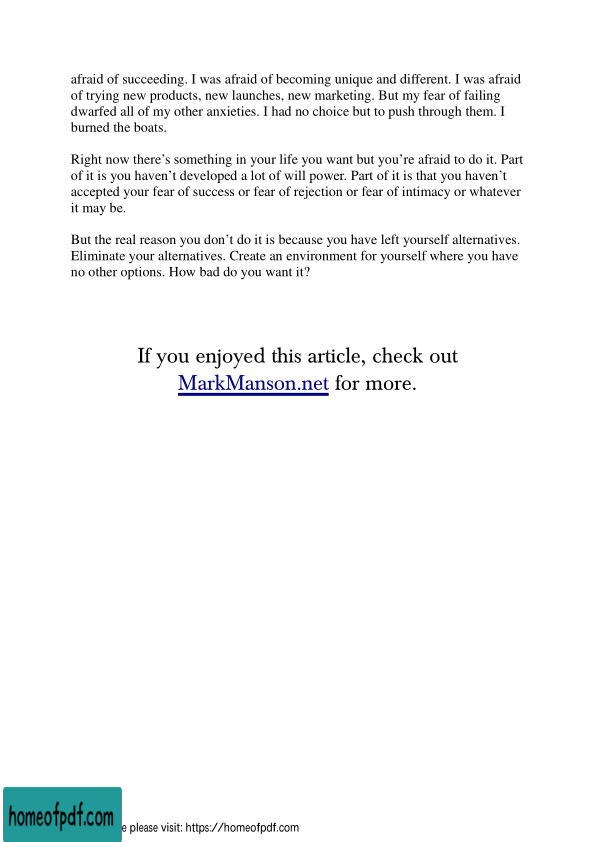 afraid of succeeding. I was afraid of becoming unique and different. I was afraid
of trying new products, new launches, new marketing. But my fear of failing
dwarfed all of my other anxieties. I had no choice but to push through them. I
burned the boats.
Right now there’s something in your life you want but you’re afraid to do it. Part
of it is you haven’t developed a lot of will power. Part of it is that you haven’t
accepted your fear of success or fear of rejection or fear of intimacy or whatever
it may be.
But the real reason you don’t do it is because you have left yourself alternatives.
Eliminate your alternatives. Create an environment for yourself where you have
no other options. How bad do you want it?
If you enjoyed this article, check out
MarkManson.net for more.
homeofpdf.com
e please visit: https://homeofpdf.com